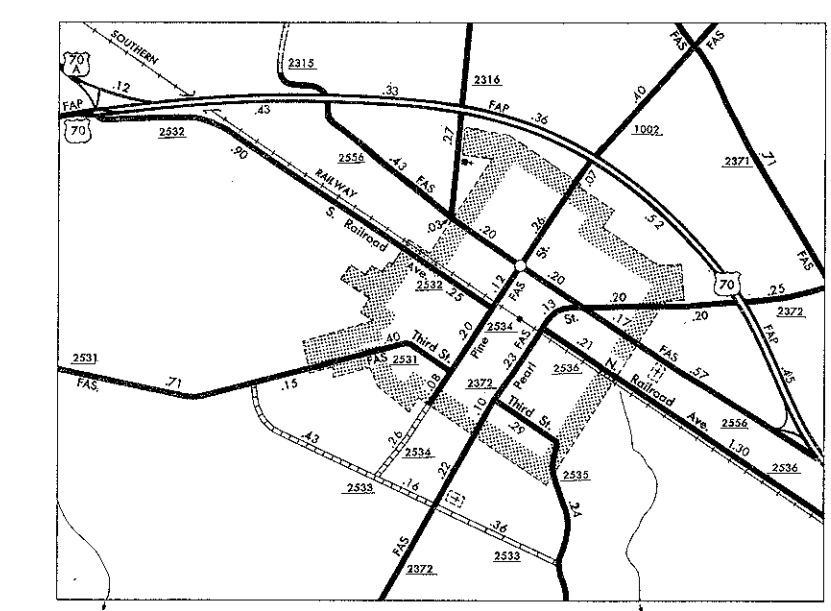 SOUTHERN
70
A
.12
FAP
70
2532
.90
2315
.43
.33
2316
FAP
.36
.27
2556
.43
FAS
RAILWAY
S. Railroad Ave.
.03
.20
2532
.25
FAS
FAS
.40
1002
.07
.26
St.
2371
.71
FAS
.52
70
.25
.20
.20
2372
.20
.12
FAS
.13
St.
.17
FAP
.45
2534
.20
Pine
.23
FAS
Pearl
2372
.21
2536
N. Railroad Ave.
FAS
.57
2556
1.30
2536
2531
FAS.
.71
.15
.40
FAS
2531
Third St.
.08
.10
Third St.
.29
.26
2534
.43
2533
.16
.22
2535
.24
.36
2533
FAS
2372